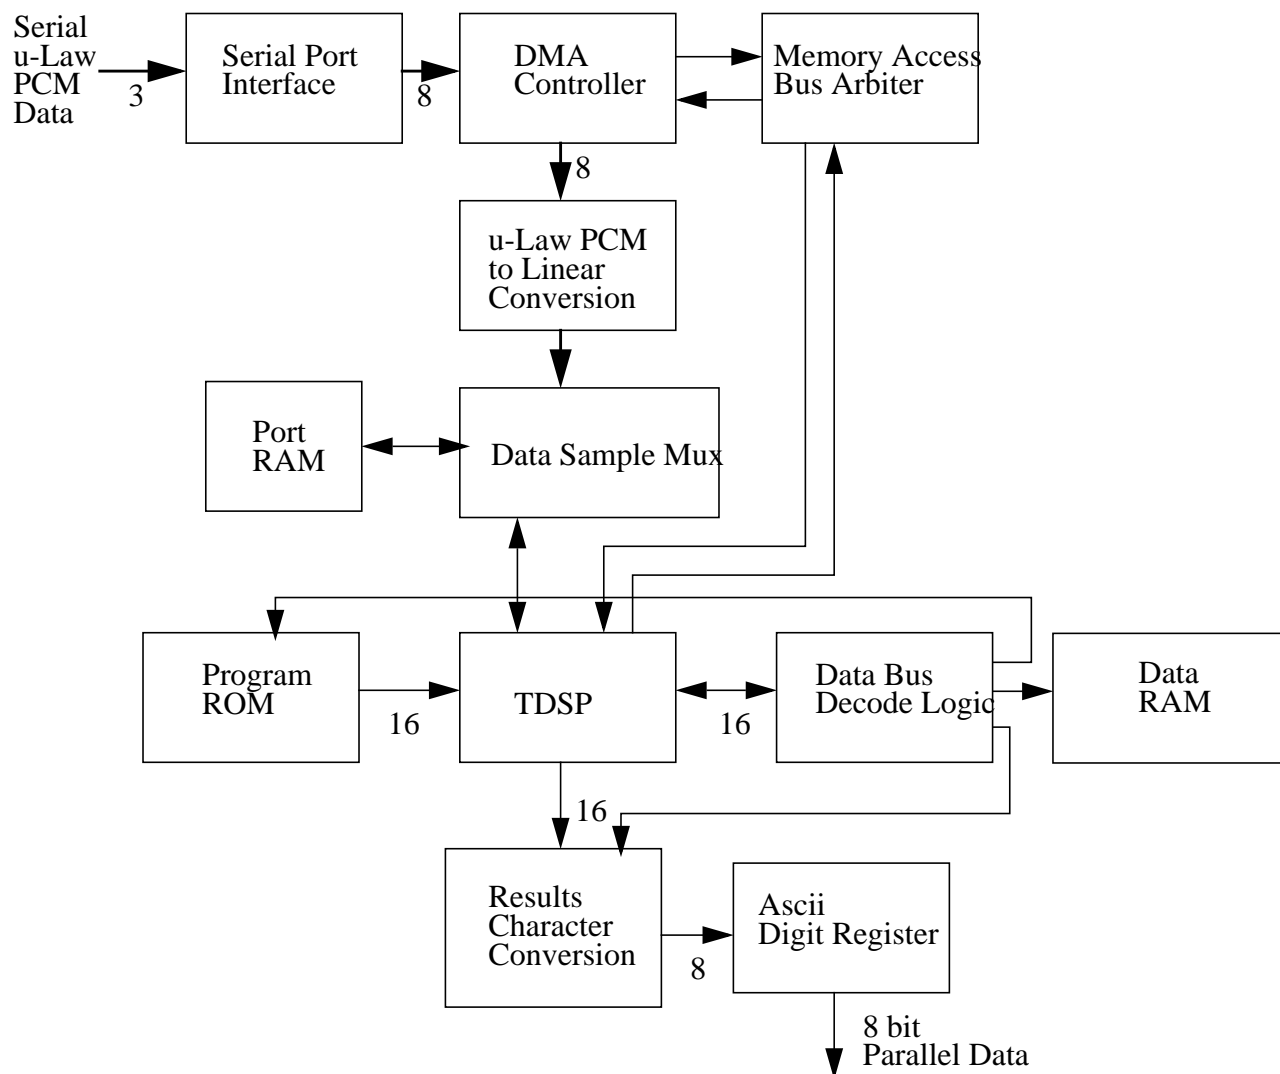 Serial
u-Law
PCM
Data
3
Serial Port
Interface
8
DMA
Controller
Memory Access
Bus Arbiter
8
u-Law PCM
to Linear
Conversion
Port
RAM
Data Sample Mux
Program
ROM
16
TDSP
16
Data Bus
Decode Logic
Data
RAM
16
Results
Character
Conversion
8
Ascii
Digit Register
8 bit
Parallel Data